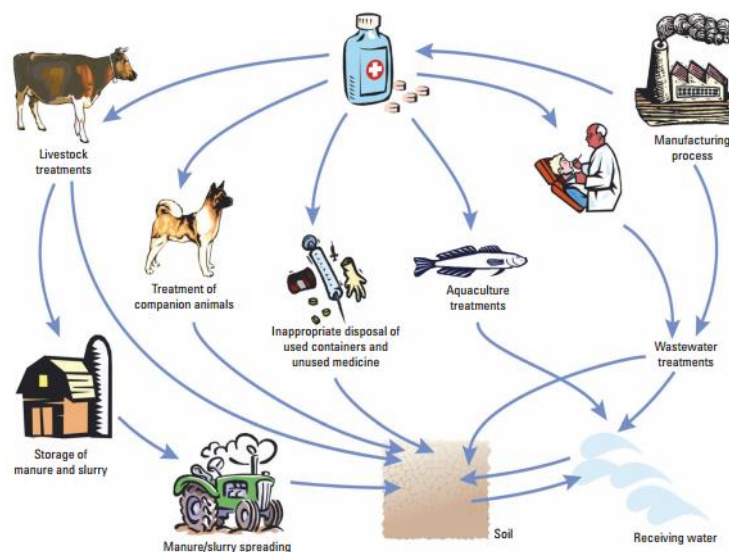 Livestock
treatments
Manufacturing
process
Treatment of
companion animals
Inappropriate disposal of
used containers and
unused medicine
Aquaculture
treatments
Wastewater
treatments
Storage of
manure and slurry
Manure/slurry spreading
Soil
Receiving water